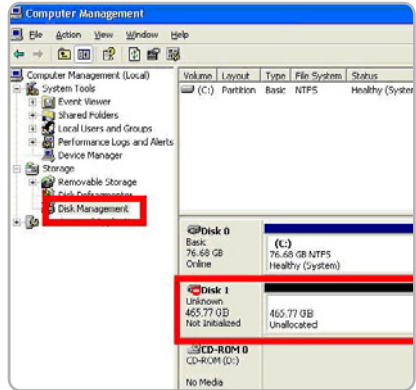 Computer Management
File Action View Window Help
Computer Management (Local)
System Tools
Event Viewer
Shared Folders
Local Users and Groups
Performance Logs and Alerts
Device Manager
Storage
Removable Storage
Disk Defragmenter
Disk Management
Volume Layout Type File System Status
(C:) Partition Basic NTFS Healthy (System
Disk 0
Basic
76.68 GB
Online
(C:)
76.68 GB NTFS
Healthy (System)
Disk 1
Unknown
465.77 GB
Not Initialized
465.77 GB
Unallocated
CD-ROM 0
CD-ROM (D:)
No Media